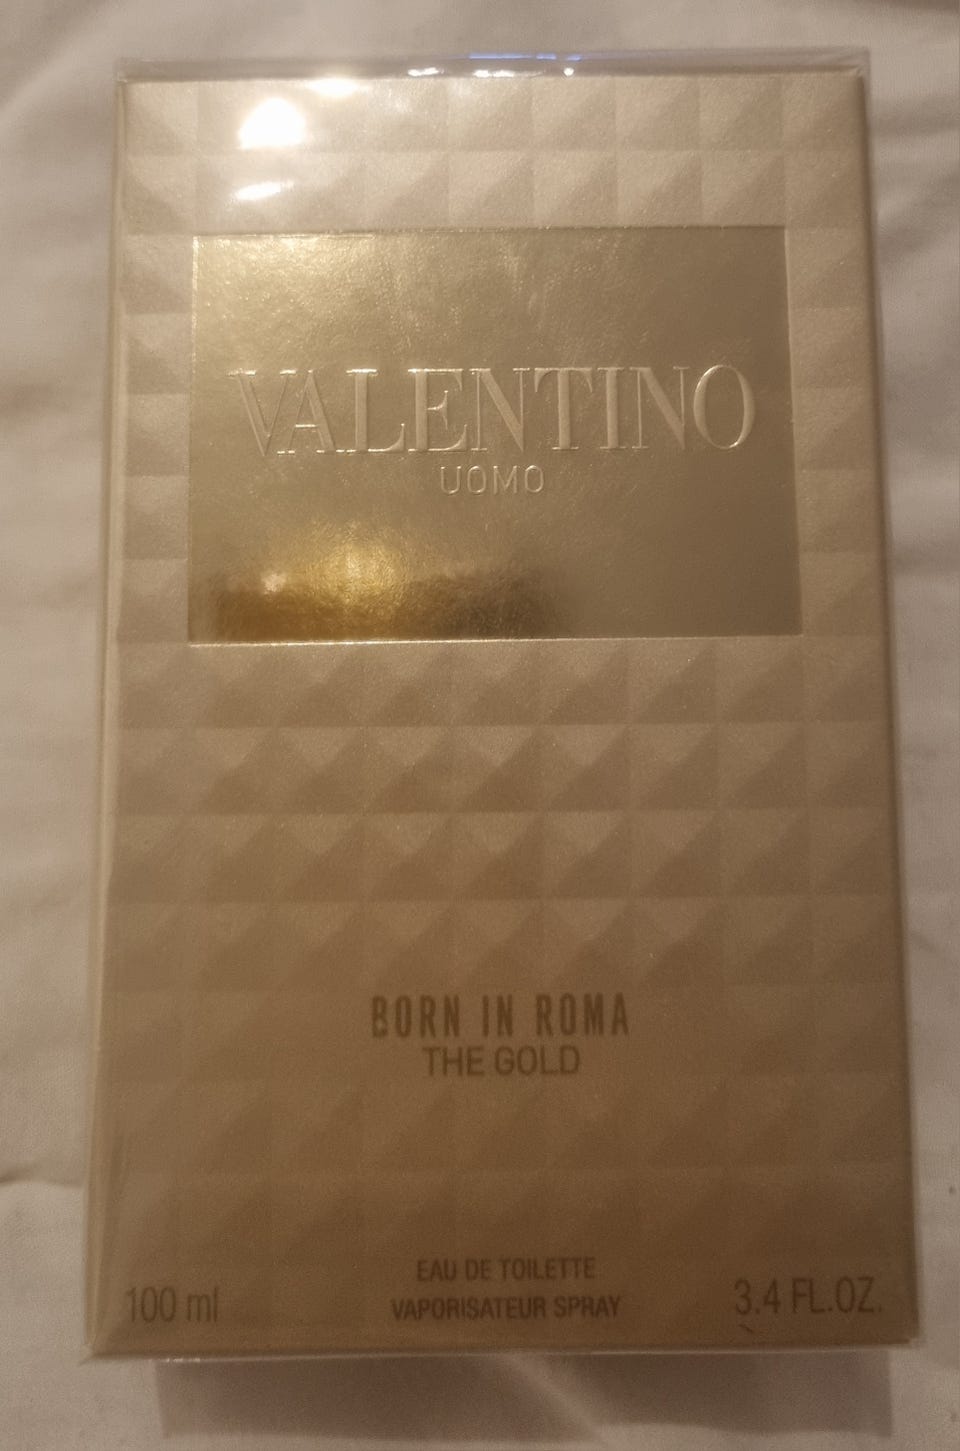 VALENTINO
UOMO
BORN IN ROMA
THE GOLD
EAU DE TOILETTE
100 ml VAPORISATEUR SPRAY 3.4 FL.OZ.